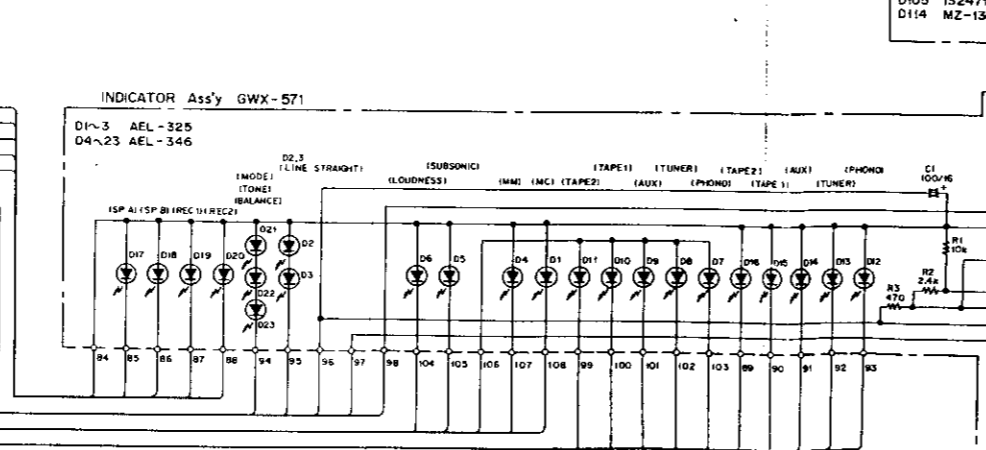 D105 1S2471
D114 MZ-13
INDICATOR Ass'y GWX-571
D1~3 AEL-325
D4~23 AEL-346
D2,3
(LINE STRAIGHT)
(MODE)
(TONE)
(BALANCE)
(SUBSONIC)
(LOUDNESS)
(TAPE1) (TUNER) (TAPE2) (AUX) (PHONO)
(MM) (MC) (TAPE2) (AUX) (PHONO) (TAPE 1) (TUNER)
C1
100/16
+
(SP A) (SP B) (REC 1) (REC2)
D21
D17 D18 D19 D20 D2 D6 D5 D4 D1 D11 D10 D9 D8 D7 D16 D15 D14 D13 D12
R1
10k
D3
R2
2.4k
D22
R3
470
D23
84 85 86 87 88 94 95 96 97 98 104 105 106 107 108 99 100 101 102 103 89 90 91 92 93